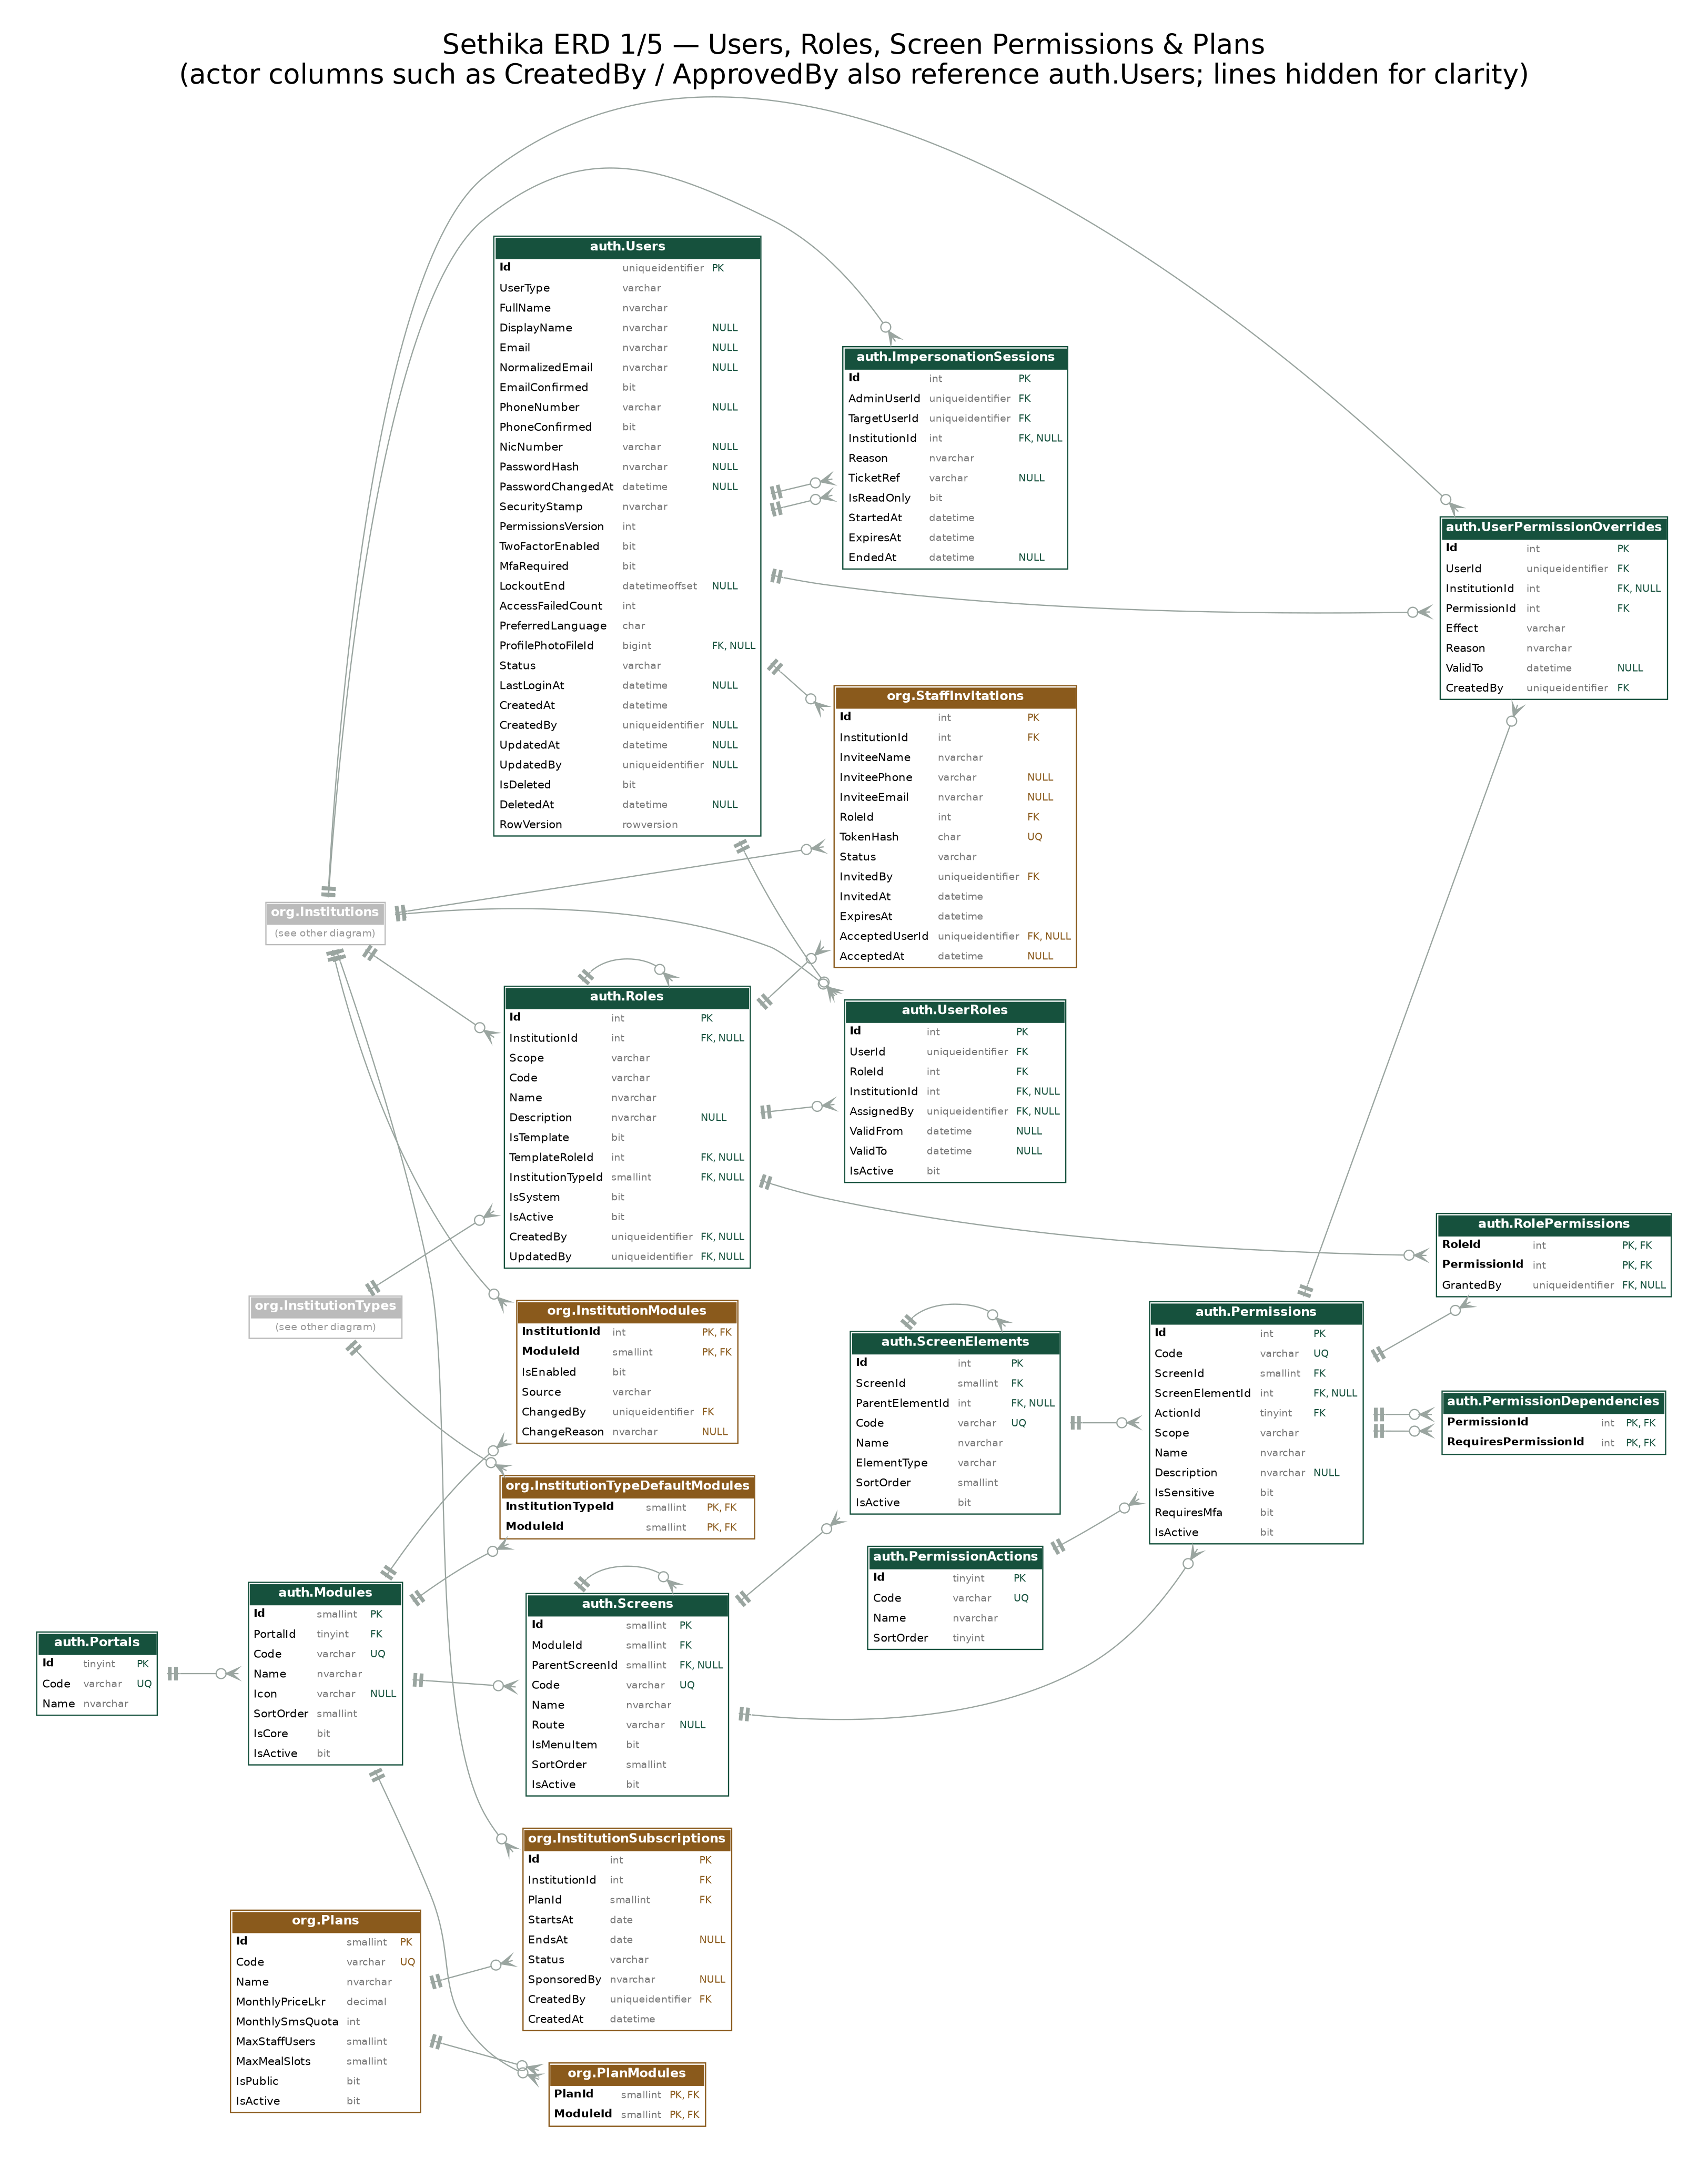 Sethika ERD 1/5 — Users, Roles, Screen Permissions & Plans
(actor columns such as CreatedBy / ApprovedBy also reference auth.Users; lines hidden for clarity)
auth.Users
Id uniqueidentifier PK
UserType varchar
FullName nvarchar
DisplayName nvarchar NULL
Email nvarchar NULL
NormalizedEmail nvarchar NULL
EmailConfirmed bit
PhoneNumber varchar NULL
PhoneConfirmed bit
NicNumber varchar NULL
PasswordHash nvarchar NULL
PasswordChangedAt datetime NULL
SecurityStamp nvarchar
PermissionsVersion int
TwoFactorEnabled bit
MfaRequired bit
LockoutEnd datetimeoffset NULL
AccessFailedCount int
PreferredLanguage char
ProfilePhotoFileId bigint FK, NULL
Status varchar
LastLoginAt datetime NULL
CreatedAt datetime
CreatedBy uniqueidentifier NULL
UpdatedAt datetime NULL
UpdatedBy uniqueidentifier NULL
IsDeleted bit
DeletedAt datetime NULL
RowVersion rowversion
auth.ImpersonationSessions
Id int PK
AdminUserId uniqueidentifier FK
TargetUserId uniqueidentifier FK
InstitutionId int FK, NULL
Reason nvarchar
TicketRef varchar NULL
IsReadOnly bit
StartedAt datetime
ExpiresAt datetime
EndedAt datetime NULL
auth.UserPermissionOverrides
Id int PK
UserId uniqueidentifier FK
InstitutionId int FK, NULL
PermissionId int FK
Effect varchar
Reason nvarchar
ValidTo datetime NULL
CreatedBy uniqueidentifier FK
org.StaffInvitations
Id int PK
InstitutionId int FK
InviteeName nvarchar
InviteePhone varchar NULL
InviteeEmail nvarchar NULL
RoleId int FK
TokenHash char UQ
Status varchar
InvitedBy uniqueidentifier FK
InvitedAt datetime
ExpiresAt datetime
AcceptedUserId uniqueidentifier FK, NULL
AcceptedAt datetime NULL
org.Institutions
(see other diagram)
auth.Roles
Id int PK
InstitutionId int FK, NULL
Scope varchar
Code varchar
Name nvarchar
Description nvarchar NULL
IsTemplate bit
TemplateRoleId int FK, NULL
InstitutionTypeId smallint FK, NULL
IsSystem bit
IsActive bit
CreatedBy uniqueidentifier FK, NULL
UpdatedBy uniqueidentifier FK, NULL
auth.UserRoles
Id int PK
UserId uniqueidentifier FK
RoleId int FK
InstitutionId int FK, NULL
AssignedBy uniqueidentifier FK, NULL
ValidFrom datetime NULL
ValidTo datetime NULL
IsActive bit
auth.RolePermissions
RoleId int PK, FK
PermissionId int PK, FK
GrantedBy uniqueidentifier FK, NULL
org.InstitutionTypes
(see other diagram)
org.InstitutionModules
InstitutionId int PK, FK
ModuleId smallint PK, FK
IsEnabled bit
Source varchar
ChangedBy uniqueidentifier FK
ChangeReason nvarchar NULL
auth.ScreenElements
Id int PK
ScreenId smallint FK
ParentElementId int FK, NULL
Code varchar UQ
Name nvarchar
ElementType varchar
SortOrder smallint
IsActive bit
auth.Permissions
Id int PK
Code varchar UQ
ScreenId smallint FK
ScreenElementId int FK, NULL
ActionId tinyint FK
Scope varchar
Name nvarchar
Description nvarchar NULL
IsSensitive bit
RequiresMfa bit
IsActive bit
auth.PermissionDependencies
PermissionId int PK, FK
RequiresPermissionId int PK, FK
org.InstitutionTypeDefaultModules
InstitutionTypeId smallint PK, FK
ModuleId smallint PK, FK
auth.PermissionActions
Id tinyint PK
Code varchar UQ
Name nvarchar
SortOrder tinyint
auth.Portals
Id tinyint PK
Code varchar UQ
Name nvarchar
auth.Modules
Id smallint PK
PortalId tinyint FK
Code varchar UQ
Name nvarchar
Icon varchar NULL
SortOrder smallint
IsCore bit
IsActive bit
auth.Screens
Id smallint PK
ModuleId smallint FK
ParentScreenId smallint FK, NULL
Code varchar UQ
Name nvarchar
Route varchar NULL
IsMenuItem bit
SortOrder smallint
IsActive bit
org.InstitutionSubscriptions
Id int PK
InstitutionId int FK
PlanId smallint FK
StartsAt date
EndsAt date NULL
Status varchar
SponsoredBy nvarchar NULL
CreatedBy uniqueidentifier FK
CreatedAt datetime
org.Plans
Id smallint PK
Code varchar UQ
Name nvarchar
MonthlyPriceLkr decimal
MonthlySmsQuota int
MaxStaffUsers smallint
MaxMealSlots smallint
IsPublic bit
IsActive bit
org.PlanModules
PlanId smallint PK, FK
ModuleId smallint PK, FK